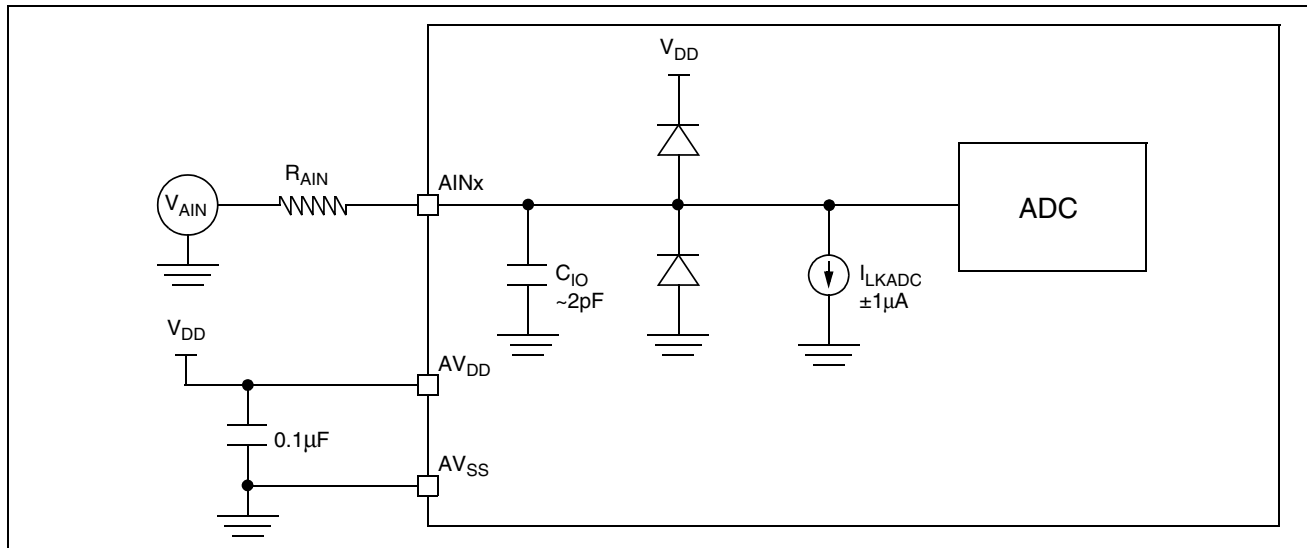 V_DD
R_AIN
AINx
V_AIN
ADC
C_IO
~2pF
I_LKADC
±1μA
V_DD
AV_DD
0.1μF
AV_SS